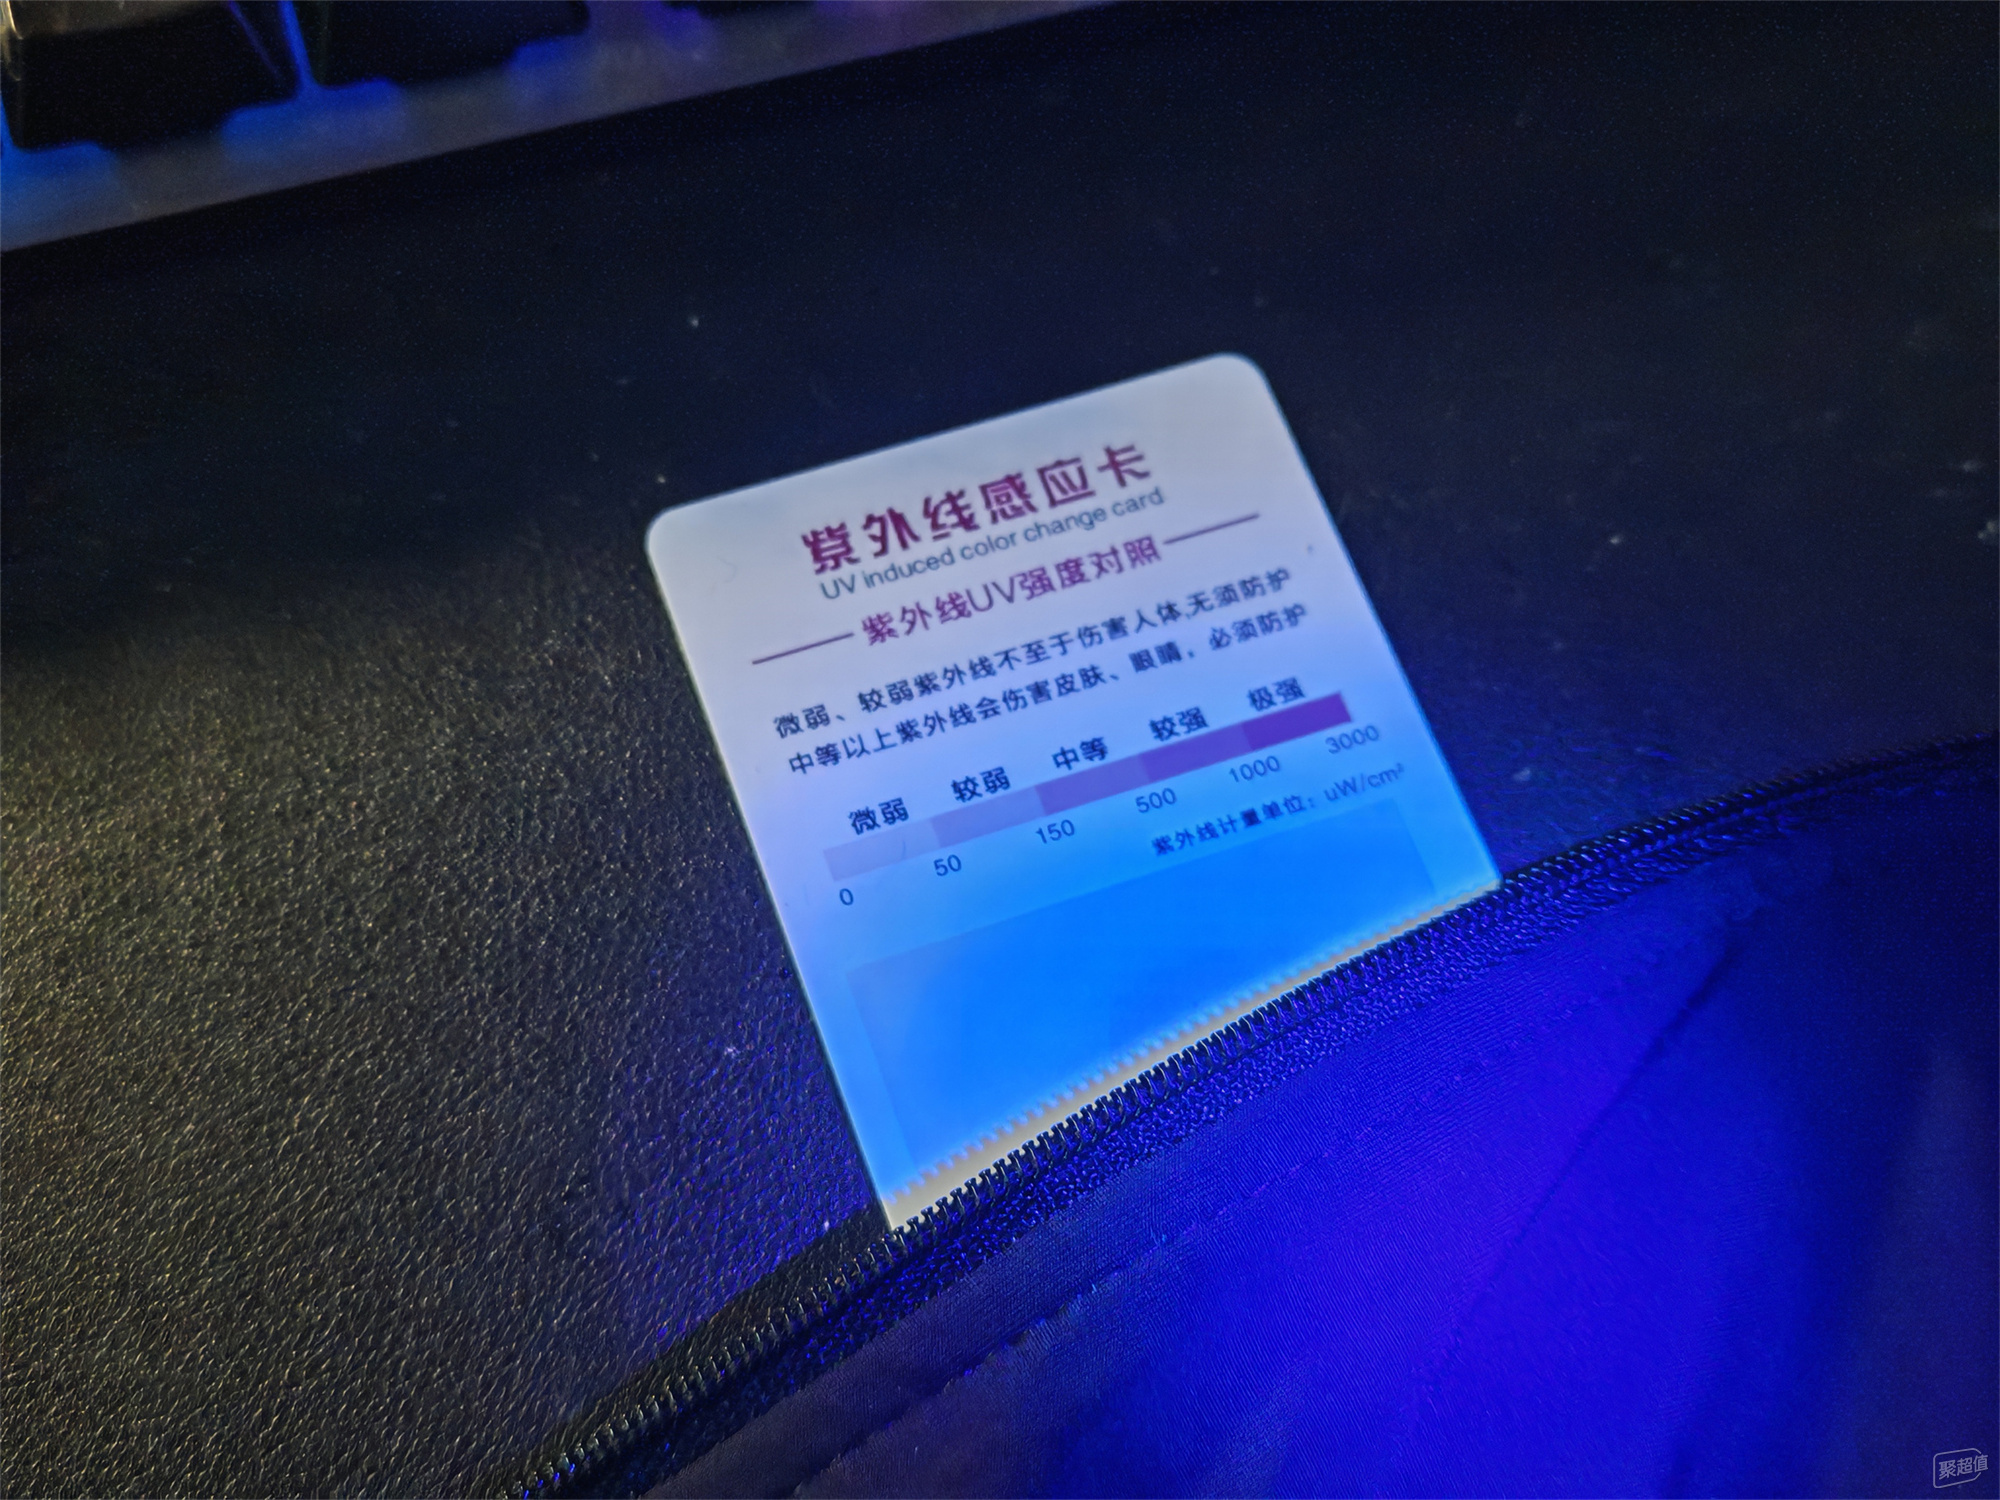 紫外线感应卡
UV induced color change card
紫外线UV强度对照
微弱、较弱紫外线不至于伤害人体,无须防护
中等以上紫外线会伤害皮肤、眼睛，必须防护
微弱 较弱 中等 较强 极强
0 50 150 500 1000 3000
紫外线计量单位：uW/cm²
聚超值